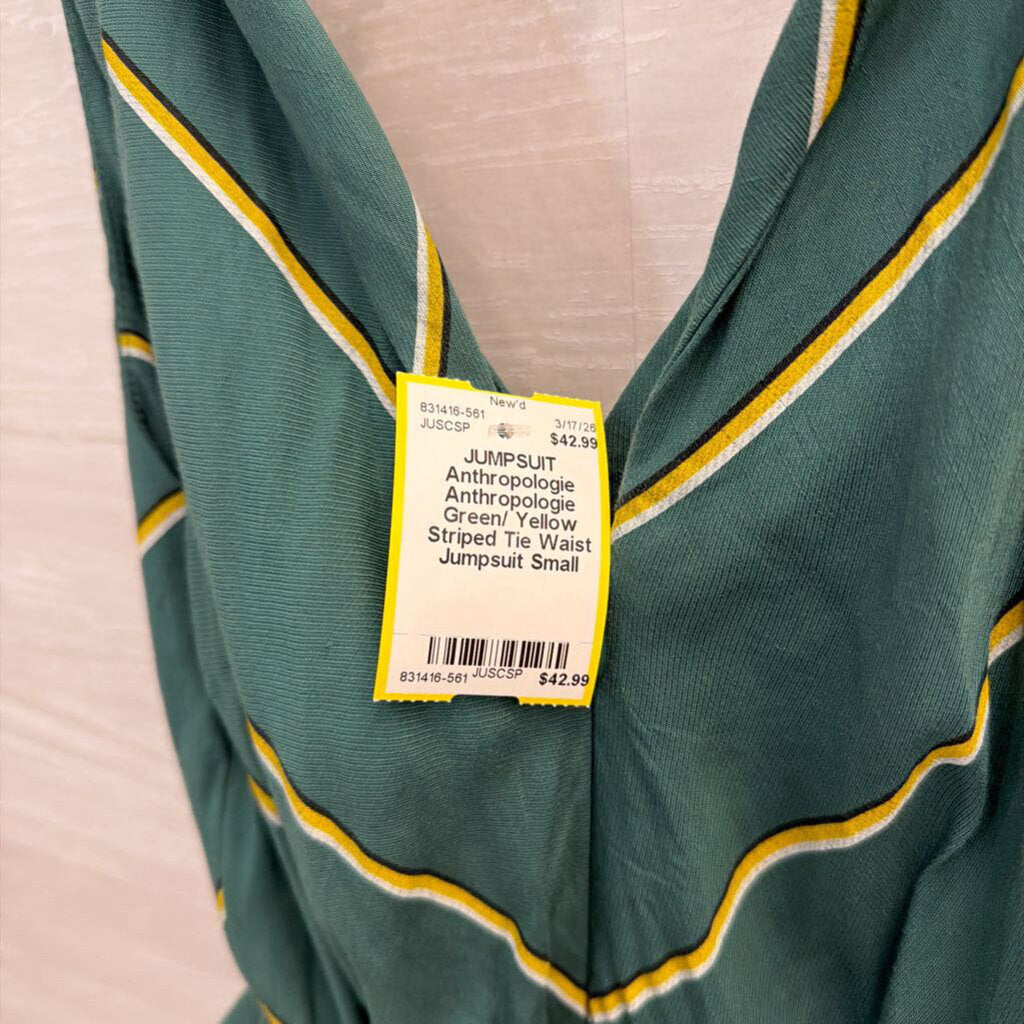 New'd
831416-561 3/17/26
JUSCSP $42.99
JUMPSUIT
Anthropologie
Anthropologie
Green/ Yellow
Striped Tie Waist
Jumpsuit Small
831416-561 JUSCSP $42.99